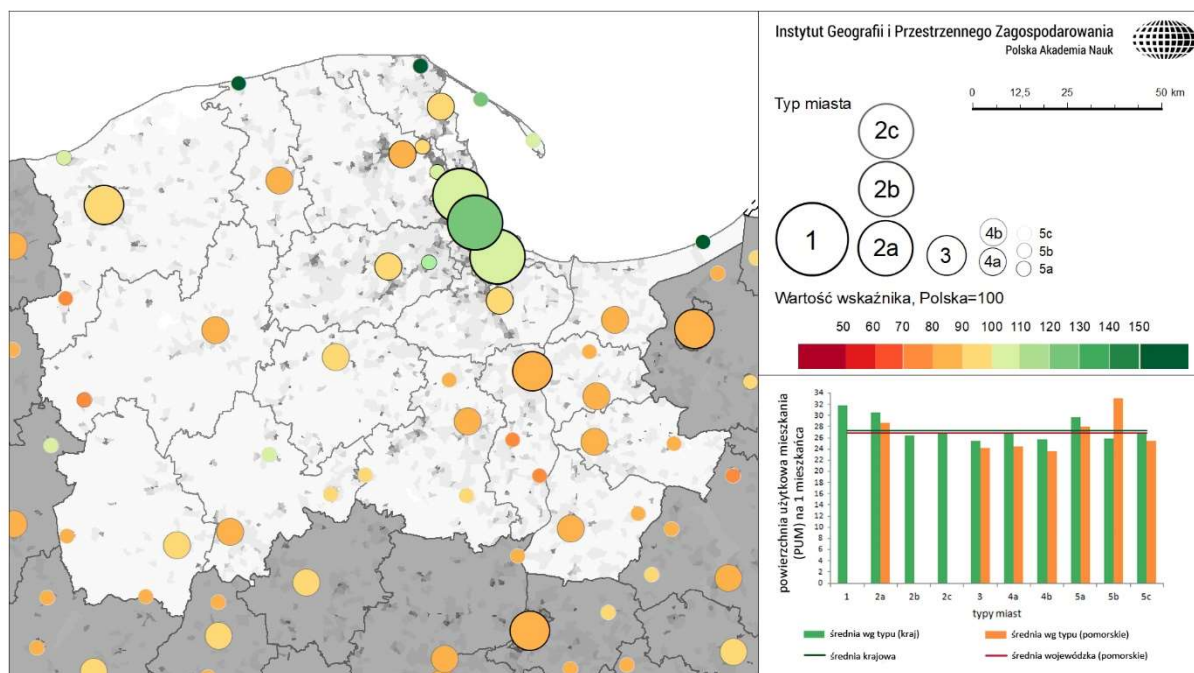 Instytut Geografii i Przestrzennego Zagospodarowania
Polska Akademia Nauk
0 12,5 25 50 km
Typ miasta
2c
2b
1
2a
3
4b
4a
5c
5b
5a
Wartość wskaźnika, Polska=100
50 60 70 80 90 100 110 120 130 140 150
powierzchnia użytkowa mieszkania
(PUM) na 1 mieszkańca
34
32
30
28
26
24
22
20
18
16
14
12
10
8
6
4
2
0
1 2a 2b 2c 3 4a 4b 5a 5b 5c
typy miast
średnia wg typu (kraj)
średnia wg typu (pomorskie)
średnia krajowa
średnia wojewódzka (pomorskie)